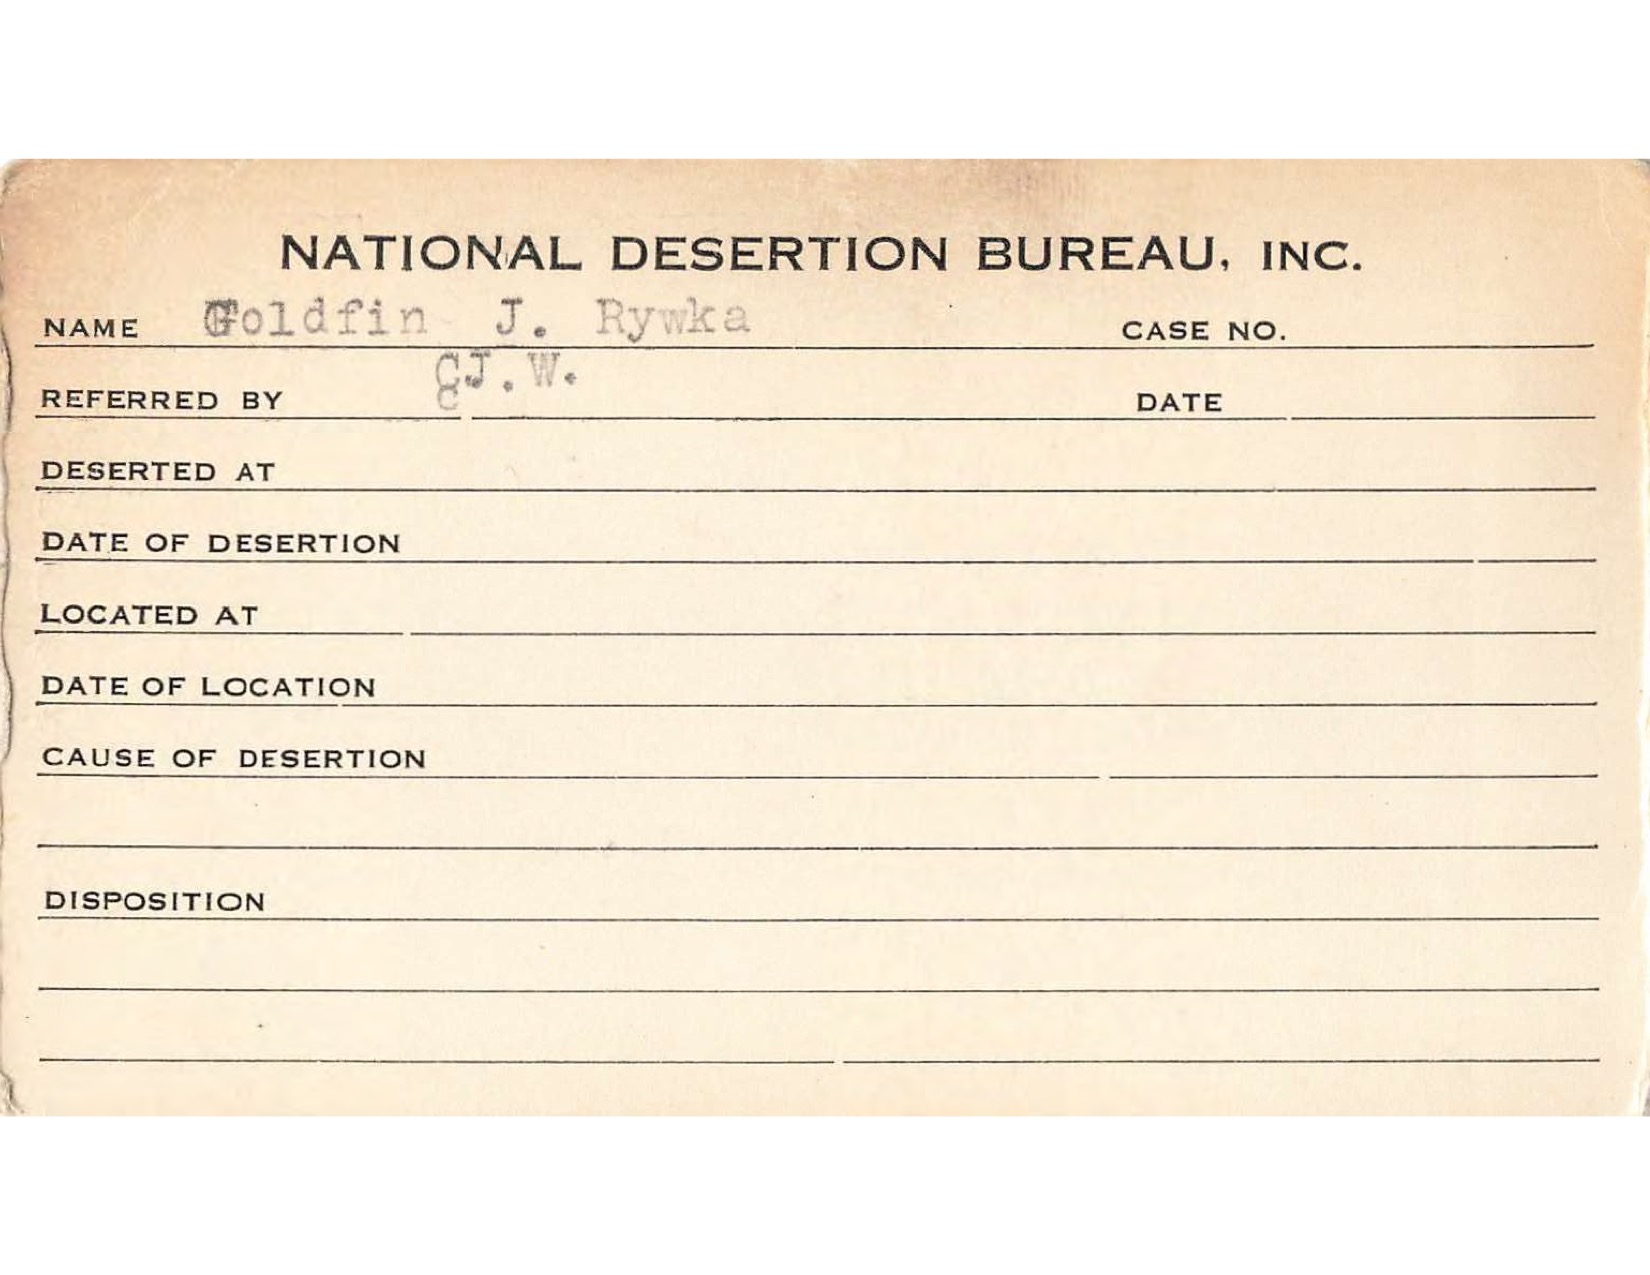 NATIONAL DESERTION BUREAU, INC.
NAME Goldfin J. Rywka CASE NO.
REFERRED BY CJ.W. DATE
DESERTED AT
DATE OF DESERTION
LOCATED AT
DATE OF LOCATION
CAUSE OF DESERTION
DISPOSITION